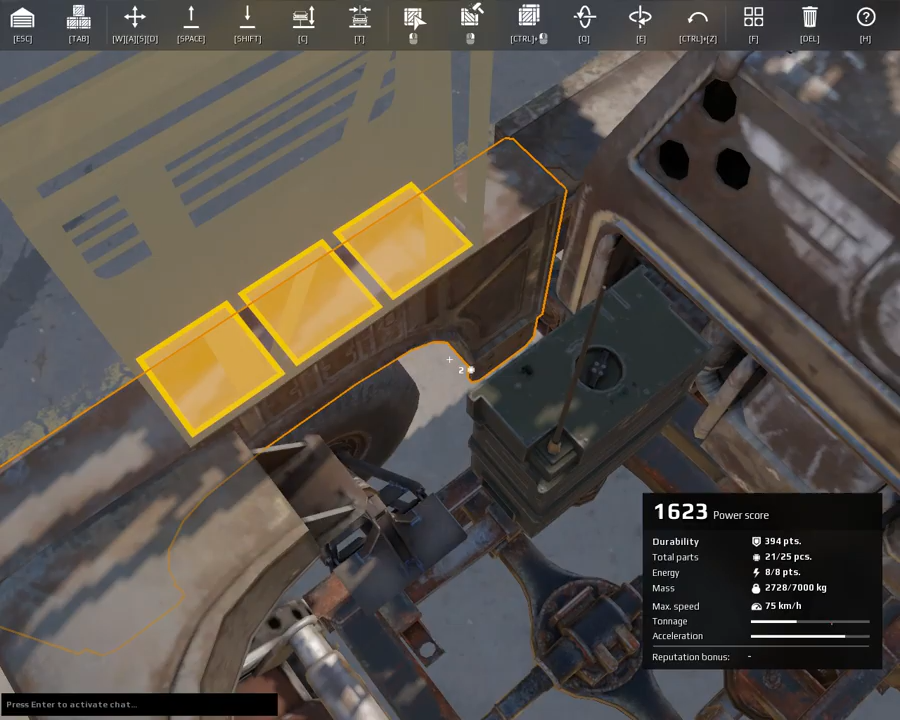 [ESC] [TAB] [W][A][S][D] [SPACE] [SHIFT] [C] [T] [CTRL]+ [Q] [E] [CTRL]+[Z] [F] [DEL] [H]
2
1623 Power score
Durability 394 pts.
Total parts 21/25 pcs.
Energy 8/8 pts.
Mass 2728/7000 kg
Max. speed 75 km/h
Tonnage
Acceleration
Reputation bonus: -
Press Enter to activate chat...